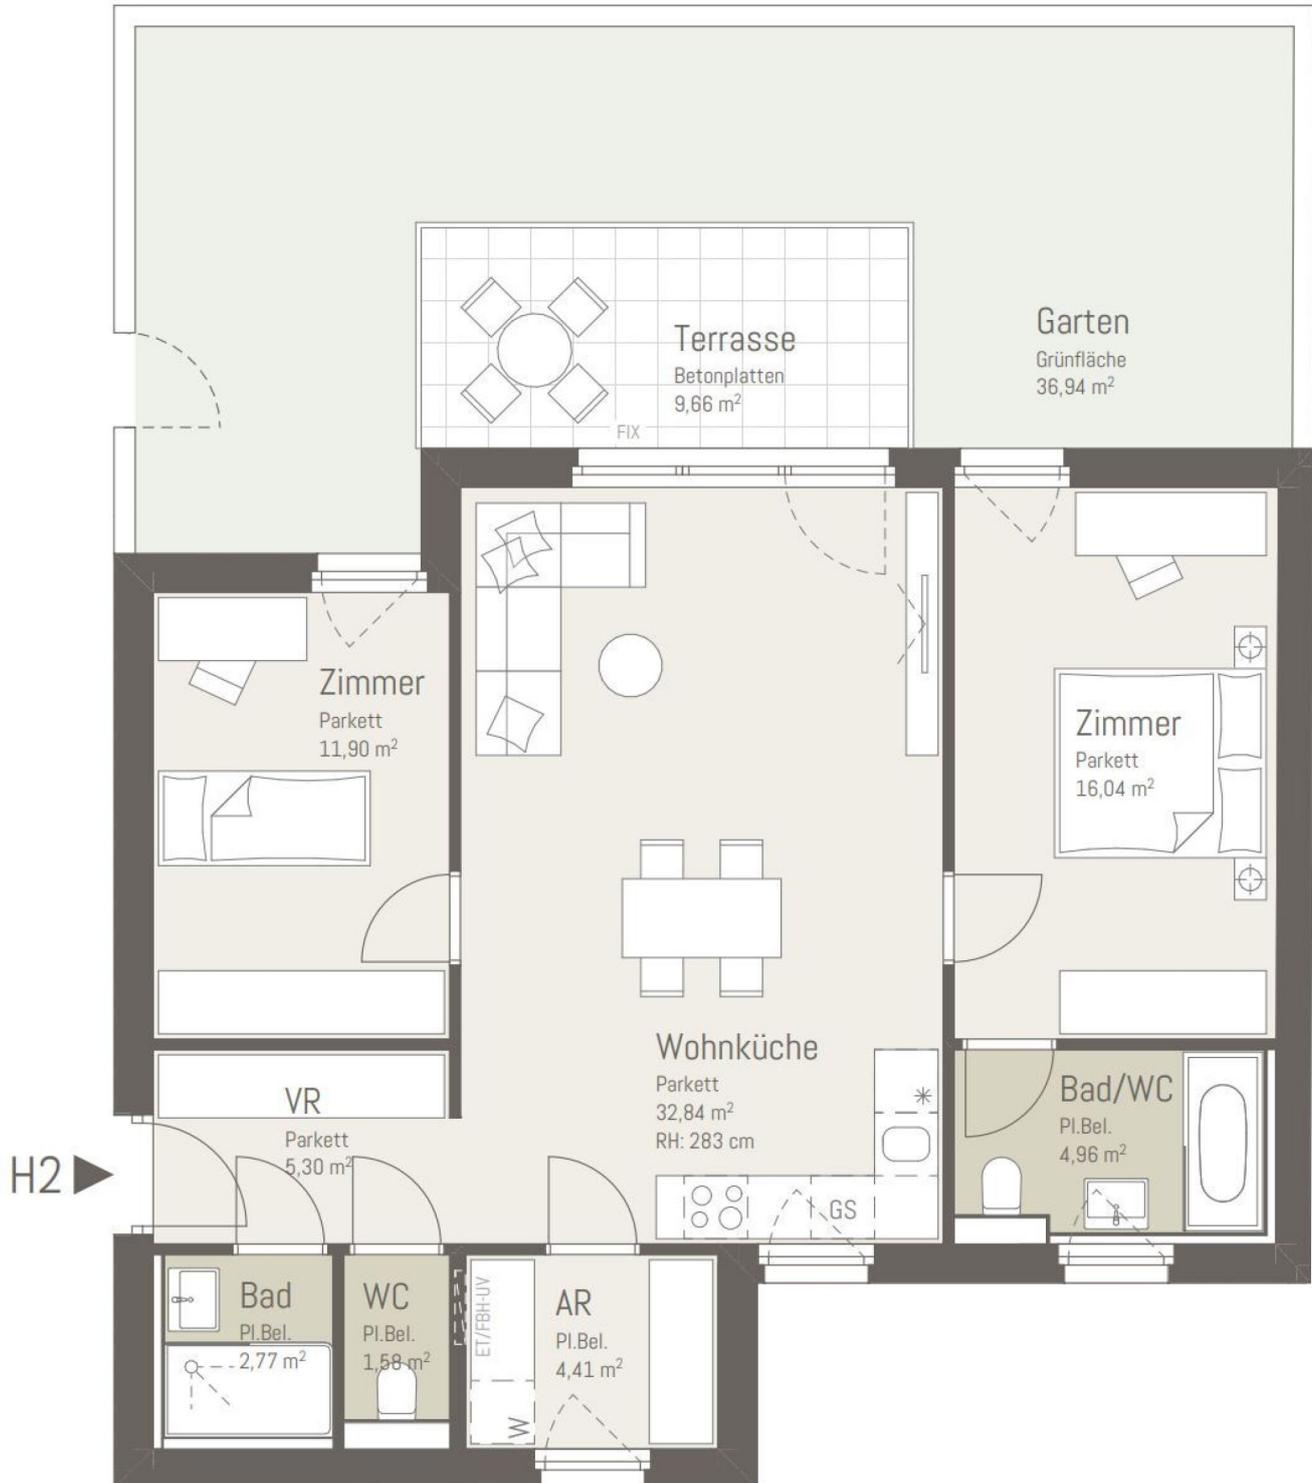 Garten
Grünfläche
36,94 m²
Terrasse
Betonplatten
9,66 m²
FIX
Zimmer
Parkett
11,90 m²
Zimmer
Parkett
16,04 m²
Wohnküche
Parkett
32,84 m²
RH: 283 cm
VR
Parkett
5,30 m²
H2
Bad/WC
Pl.Bel.
4,96 m²
GS
Bad
Pl.Bel.
2,77 m²
WC
Pl.Bel.
1,58 m²
ET/FBH-UV
W
AR
Pl.Bel.
4,41 m²